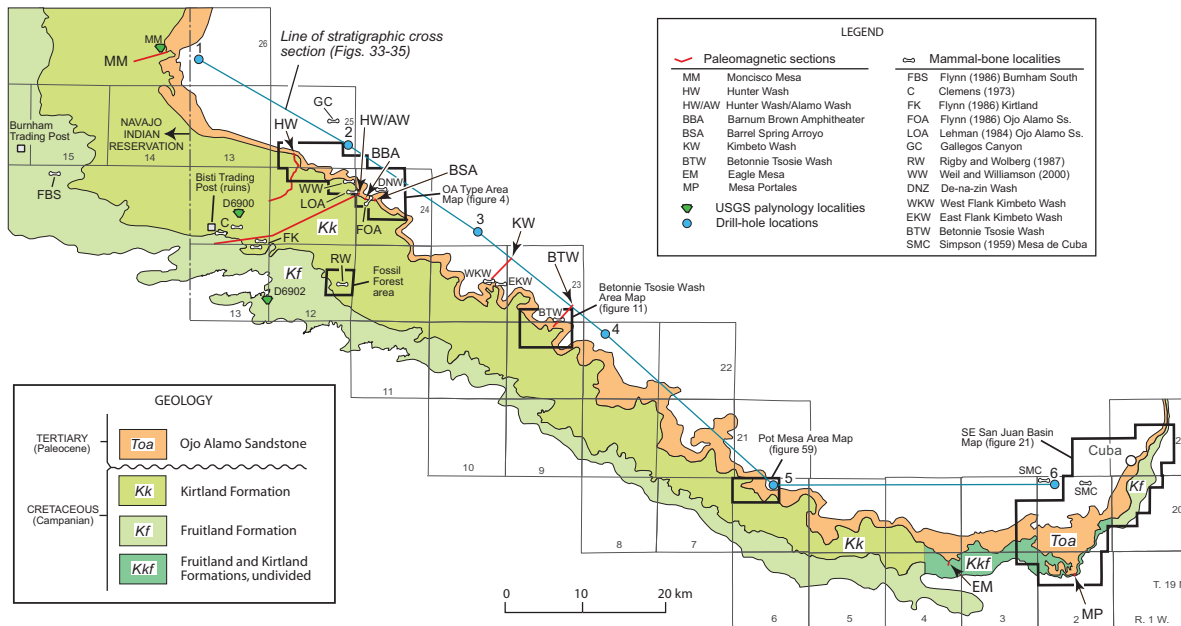 MM
1
26
Line of stratigraphic cross
section (Figs. 33-35)
MM
GC
25
HW/AW
HW
2
BBA
Burnham
Trading Post
NAVAJO
INDIAN
RESERVATION
15
14
13
BSA
FBS
Bisti Trading
Post (ruins)
D6900
WW
LOA
DNW
OA Type Area
Map (figure 4)
24
C
Kk
FOA
3
KW
FK
Kf
RW
Fossil
Forest
area
WKW
EKW
BTW
D6902
23
Betonnie Tsosie Wash
Area Map
(figure 11)
BTW
13
12
4
11
22
10
9
21
Pot Mesa Area Map
(figure 59)
5
SE San Juan Basin
Map (figure 21)
Cuba
SMC
6
SMC
Kf
20
8
7
Kk
Toa
Kkf
EM
MP
6
5
4
3
2
T. 19 N
R. 1 W.
0
10
20 km
LEGEND
Paleomagnetic sections
MM Moncisco Mesa
HW Hunter Wash
HW/AW Hunter Wash/Alamo Wash
BBA Barnum Brown Amphitheater
BSA Barrel Spring Arroyo
KW Kimbeto Wash
BTW Betonnie Tsosie Wash
EM Eagle Mesa
MP Mesa Portales
USGS palynology localities
Drill-hole locations
Mammal-bone localities
FBS Flynn (1986) Burnham South
C Clemens (1973)
FK Flynn (1986) Kirtland
FOA Flynn (1986) Ojo Alamo Ss.
LOA Lehman (1984) Ojo Alamo Ss.
GC Gallegos Canyon
RW Rigby and Wolberg (1987)
WW Weil and Williamson (2000)
DNZ De-na-zin Wash
WKW West Flank Kimbeto Wash
EKW East Flank Kimbeto Wash
BTW Betonnie Tsosie Wash
SMC Simpson (1959) Mesa de Cuba
GEOLOGY
TERTIARY
(Paleocene)
Toa Ojo Alamo Sandstone
CRETACEOUS
(Campanian)
Kk Kirtland Formation
Kf Fruitland Formation
Kkf Fruitland and Kirtland
Formations, undivided